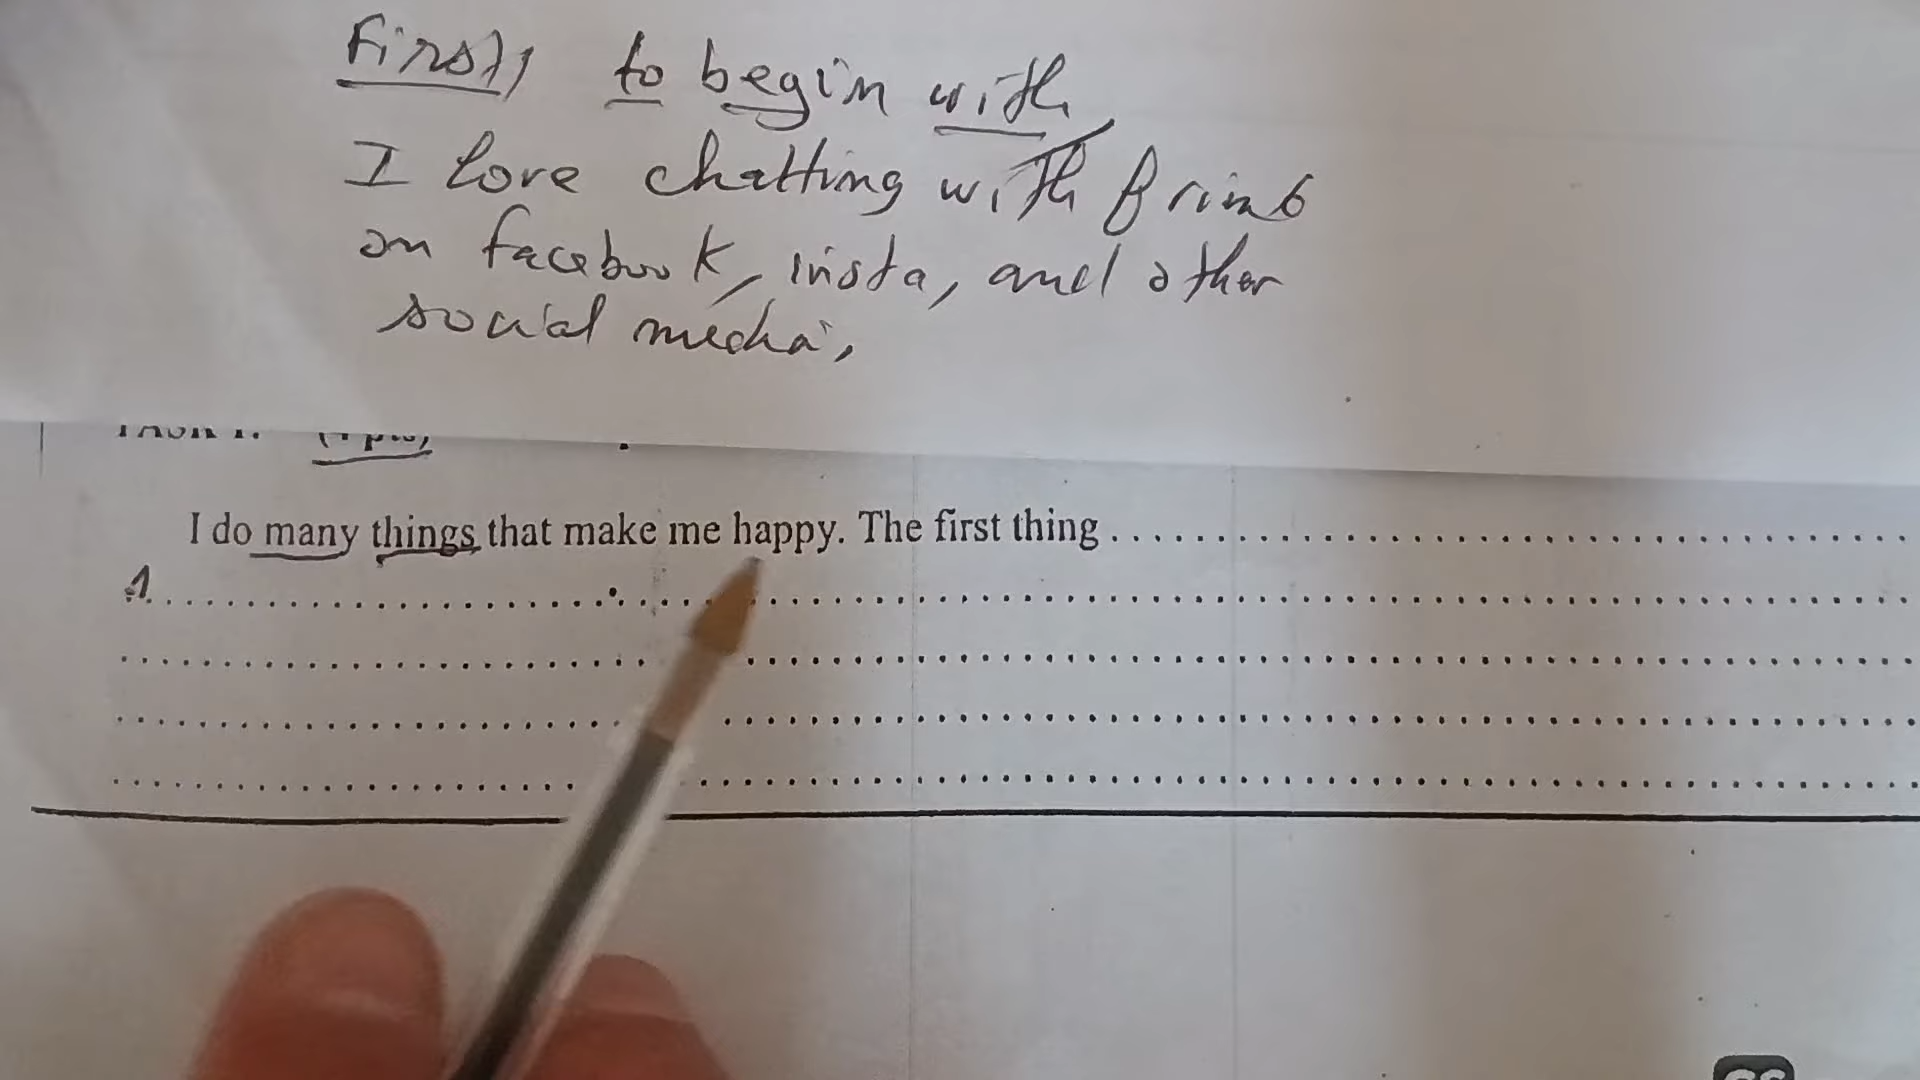 Firstly to begin with
I love chatting with
on facebook, insta, and other
social media,
I do many things that make me happy. The first thing ........................................
1.